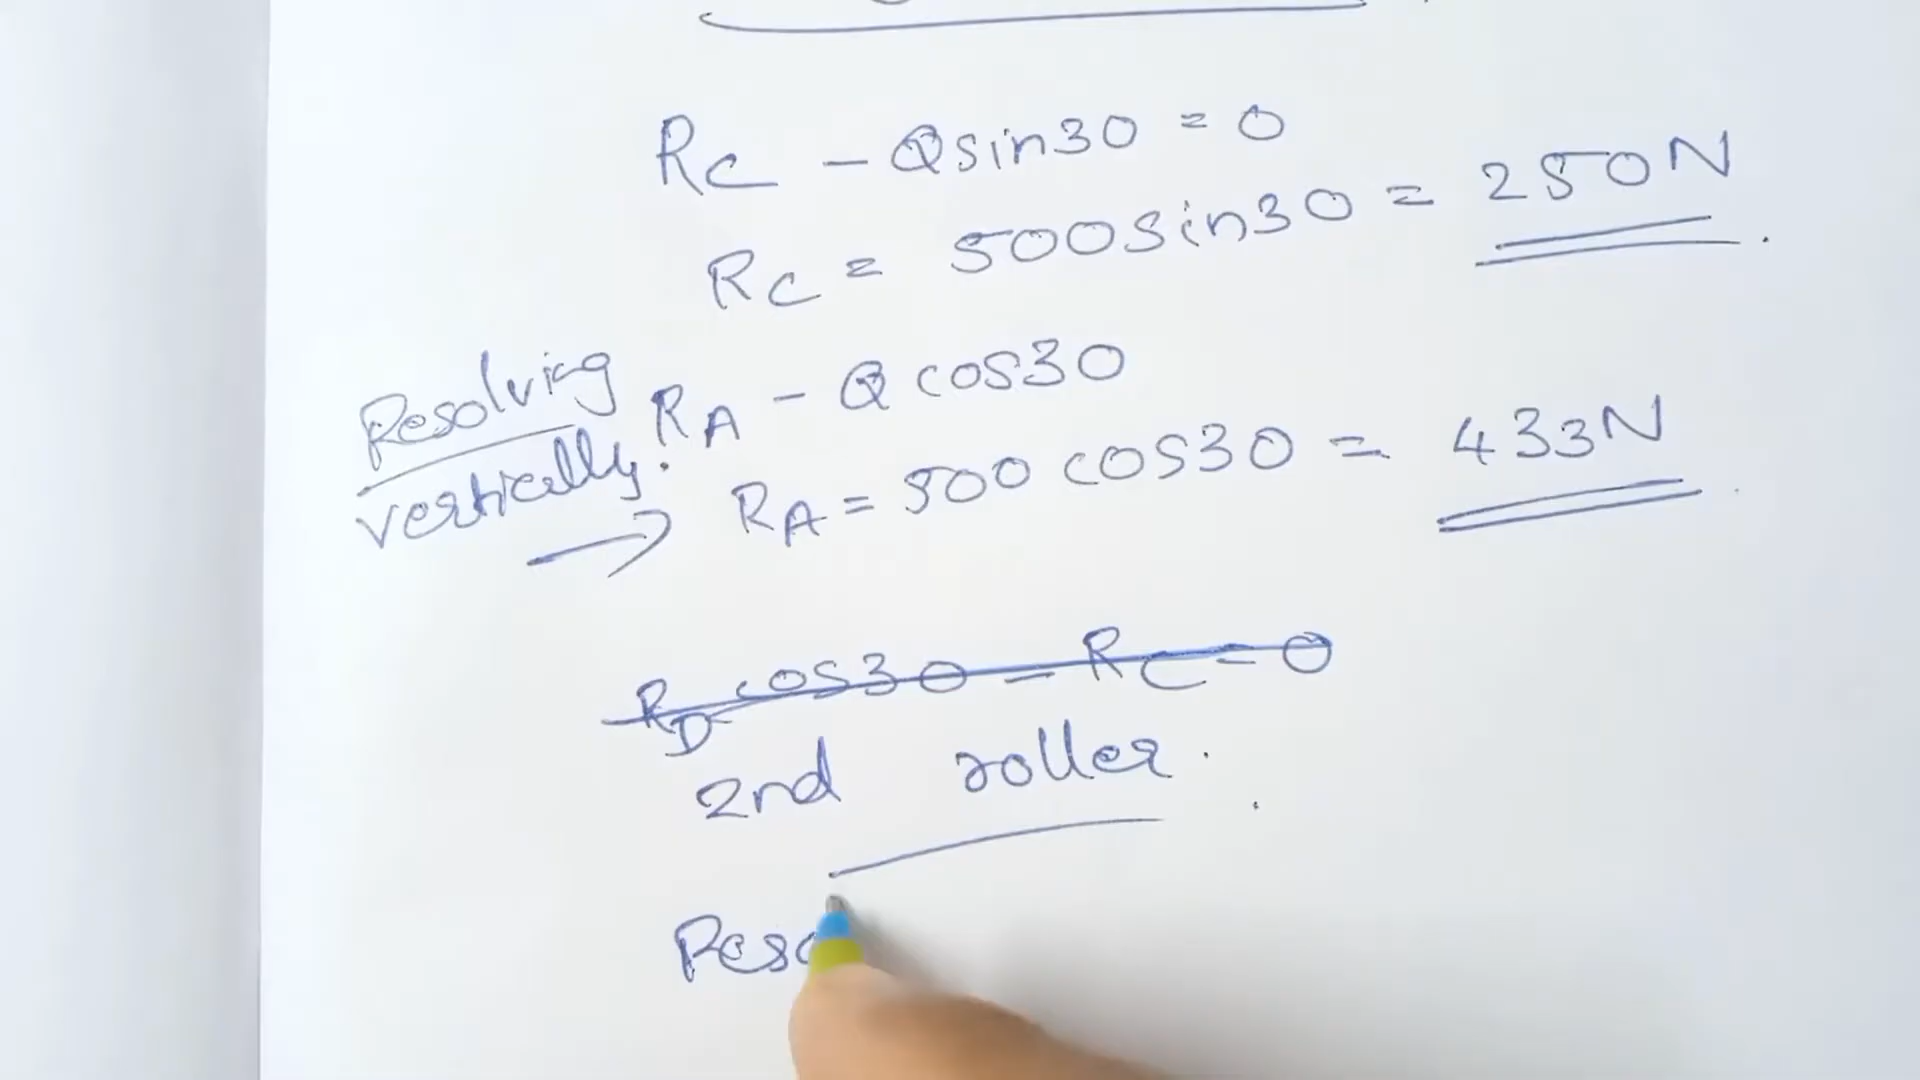 RC - Qsin30 = 0
RC = 500sin30 = 250N
Resolving
vertically.
RA - Q cos30
RA = 500 cos30 = 433N
RD cos30 - RC = 0
2nd roller.
Reso